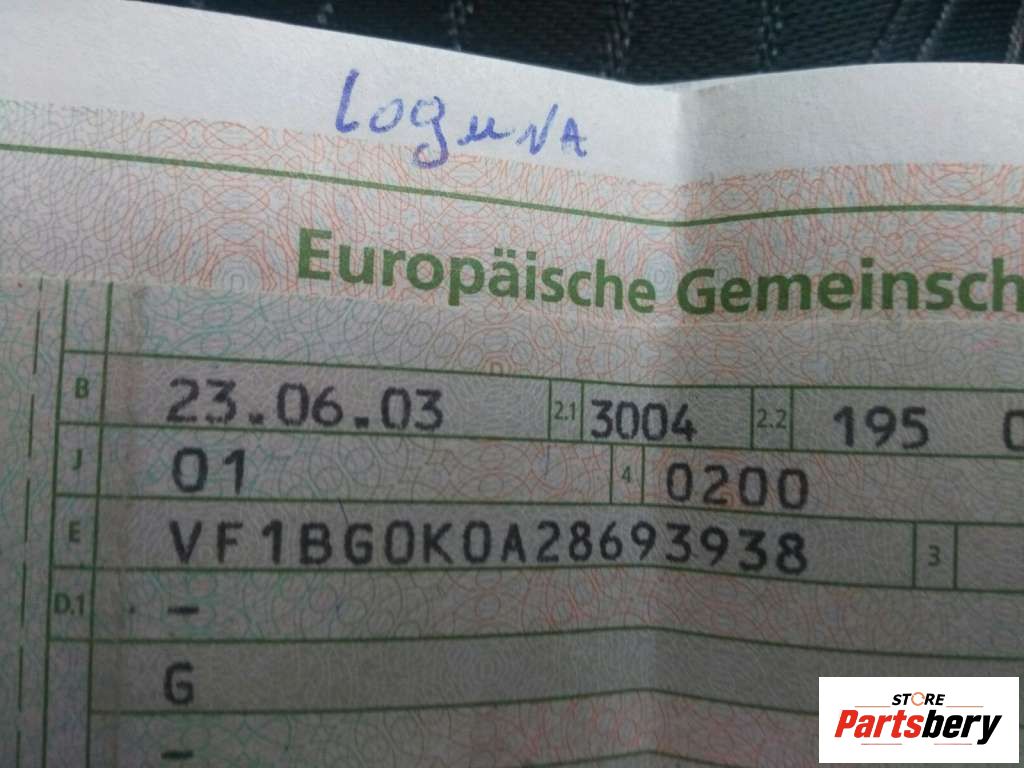 LogunA
Europäische Gemeinsch
B 23.06.03 2.1 3004 2.2 195
J 01 4 0200
E VF1BG0K0A28693938 3
D.1 -
G
-
STORE
Partsbery